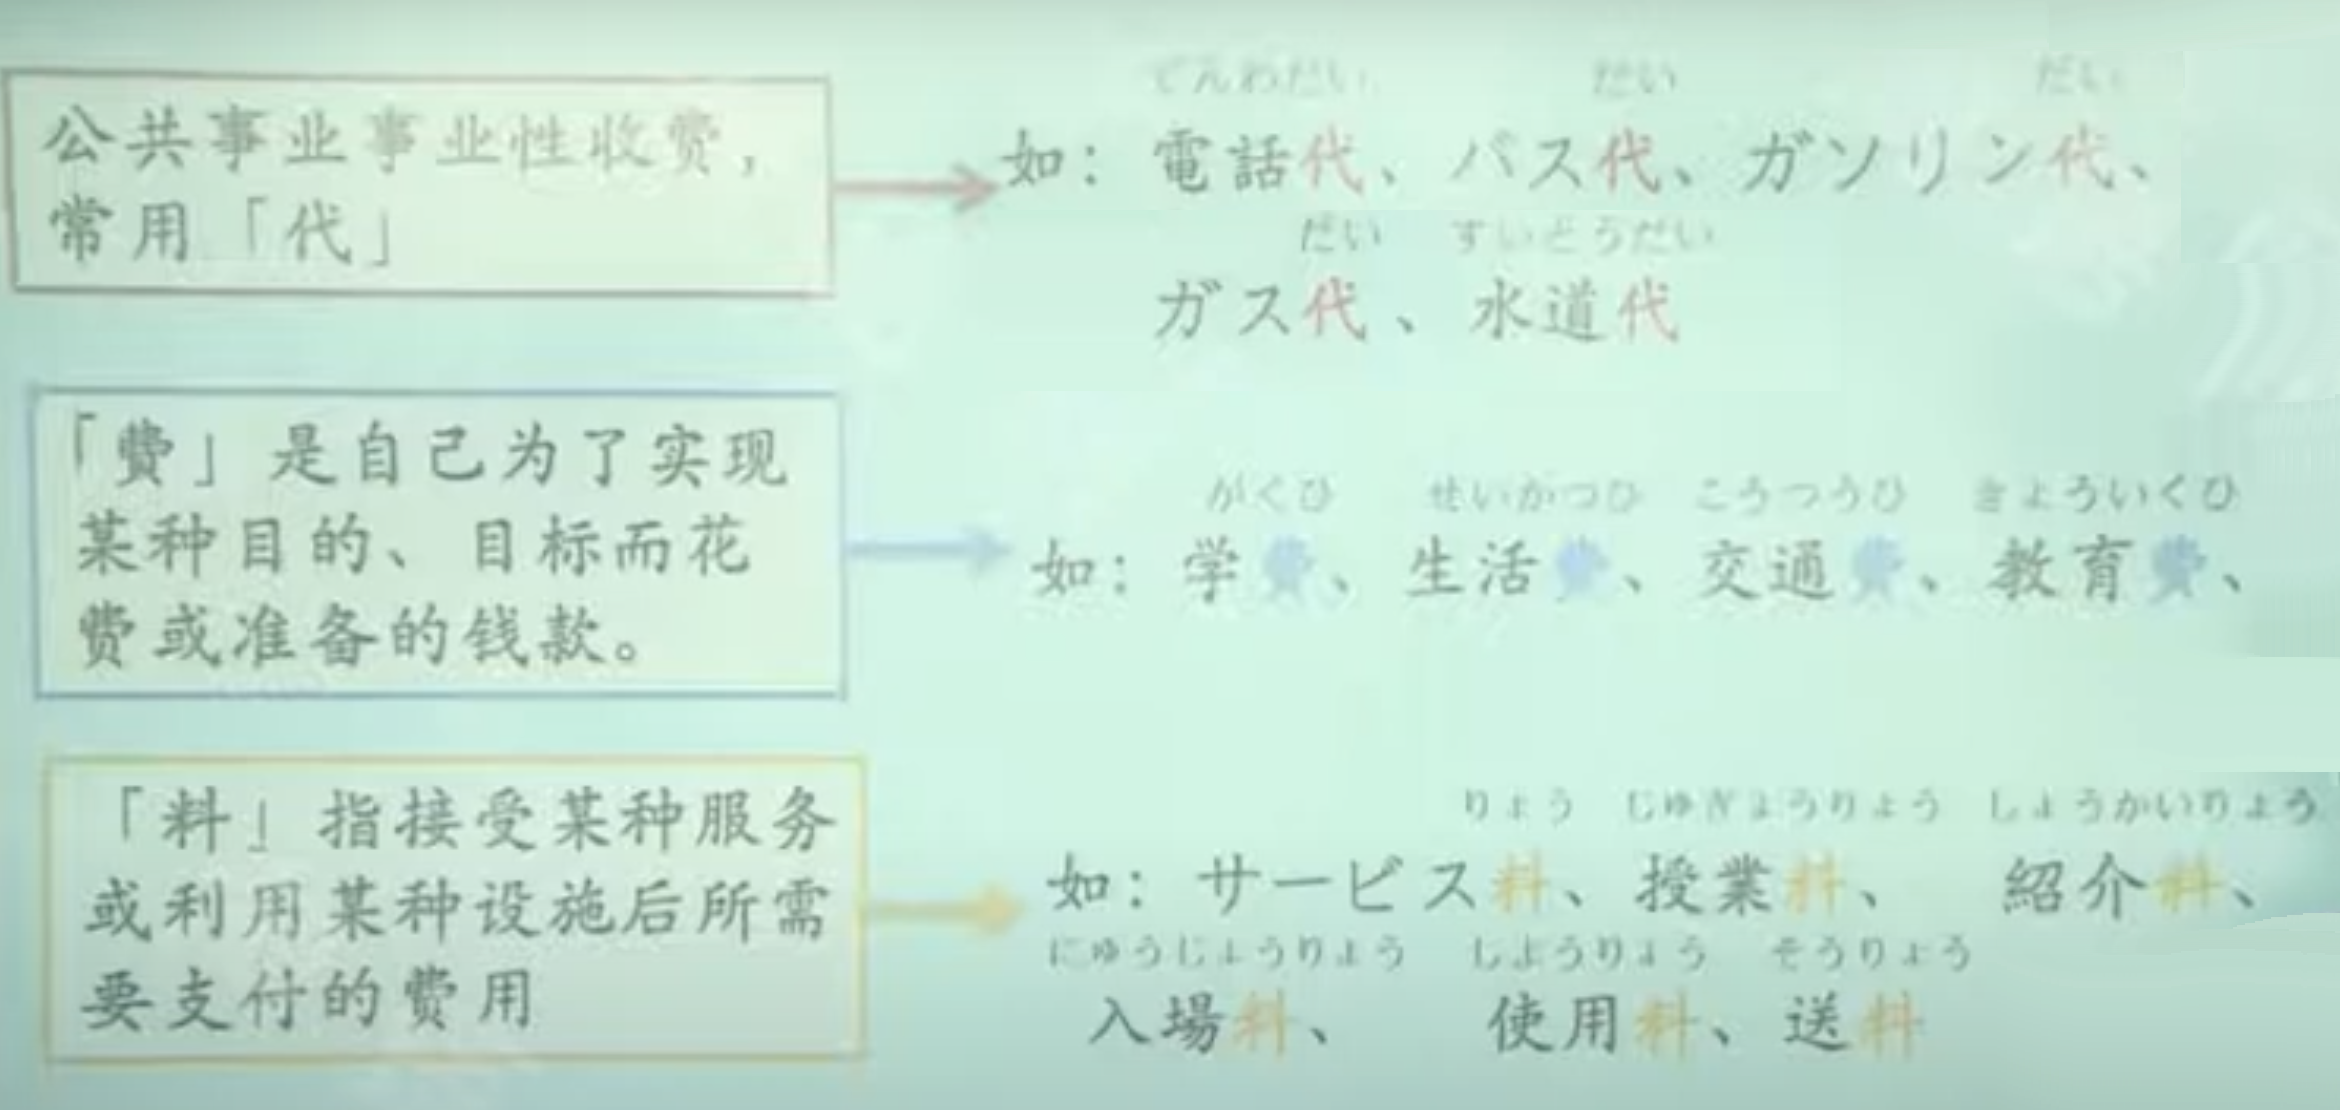 公共事业事业性收费，
常用「代」
でんわだい だい だい
如：電話代、バス代、ガソリン代、
だい すいどうだい
ガス代、水道代
「費」是自己为了实现
某种目的、目标而花
费或准备的钱款。
がくひ せいかつひ こうつうひ きょういくひ
如：学費、生活費、交通費、教育費、
「料」指接受某种服务
或利用某种设施后所需
要支付的费用
りょう じゅぎょうりょう しょうかいりょう
如：サービス料、授業料、紹介料、
にゅうじょうりょう しようりょう そうりょう
入場料、使用料、送料